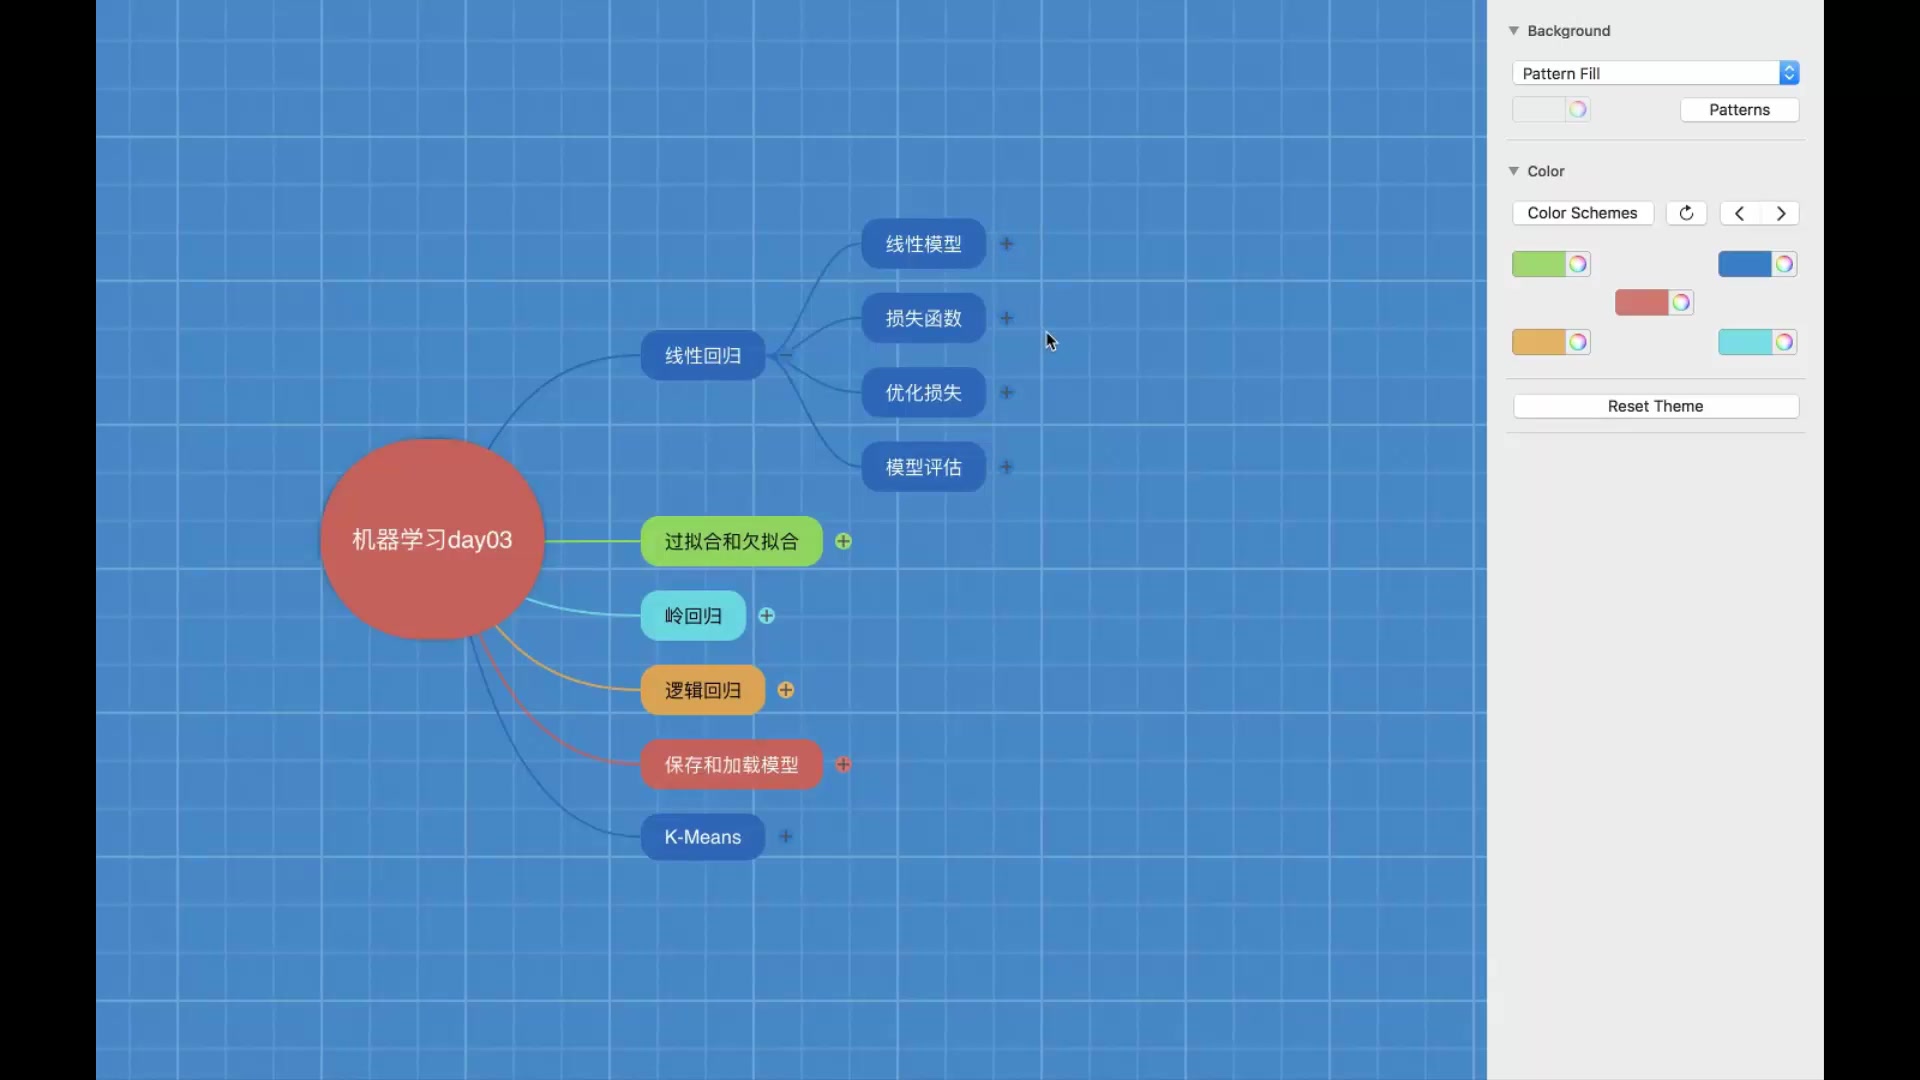 机器学习day03
线性回归
线性模型
损失函数
优化损失
模型评估
过拟合和欠拟合
岭回归
逻辑回归
保存和加载模型
K-Means
Background
Pattern Fill
Patterns
Color
Color Schemes
Reset Theme